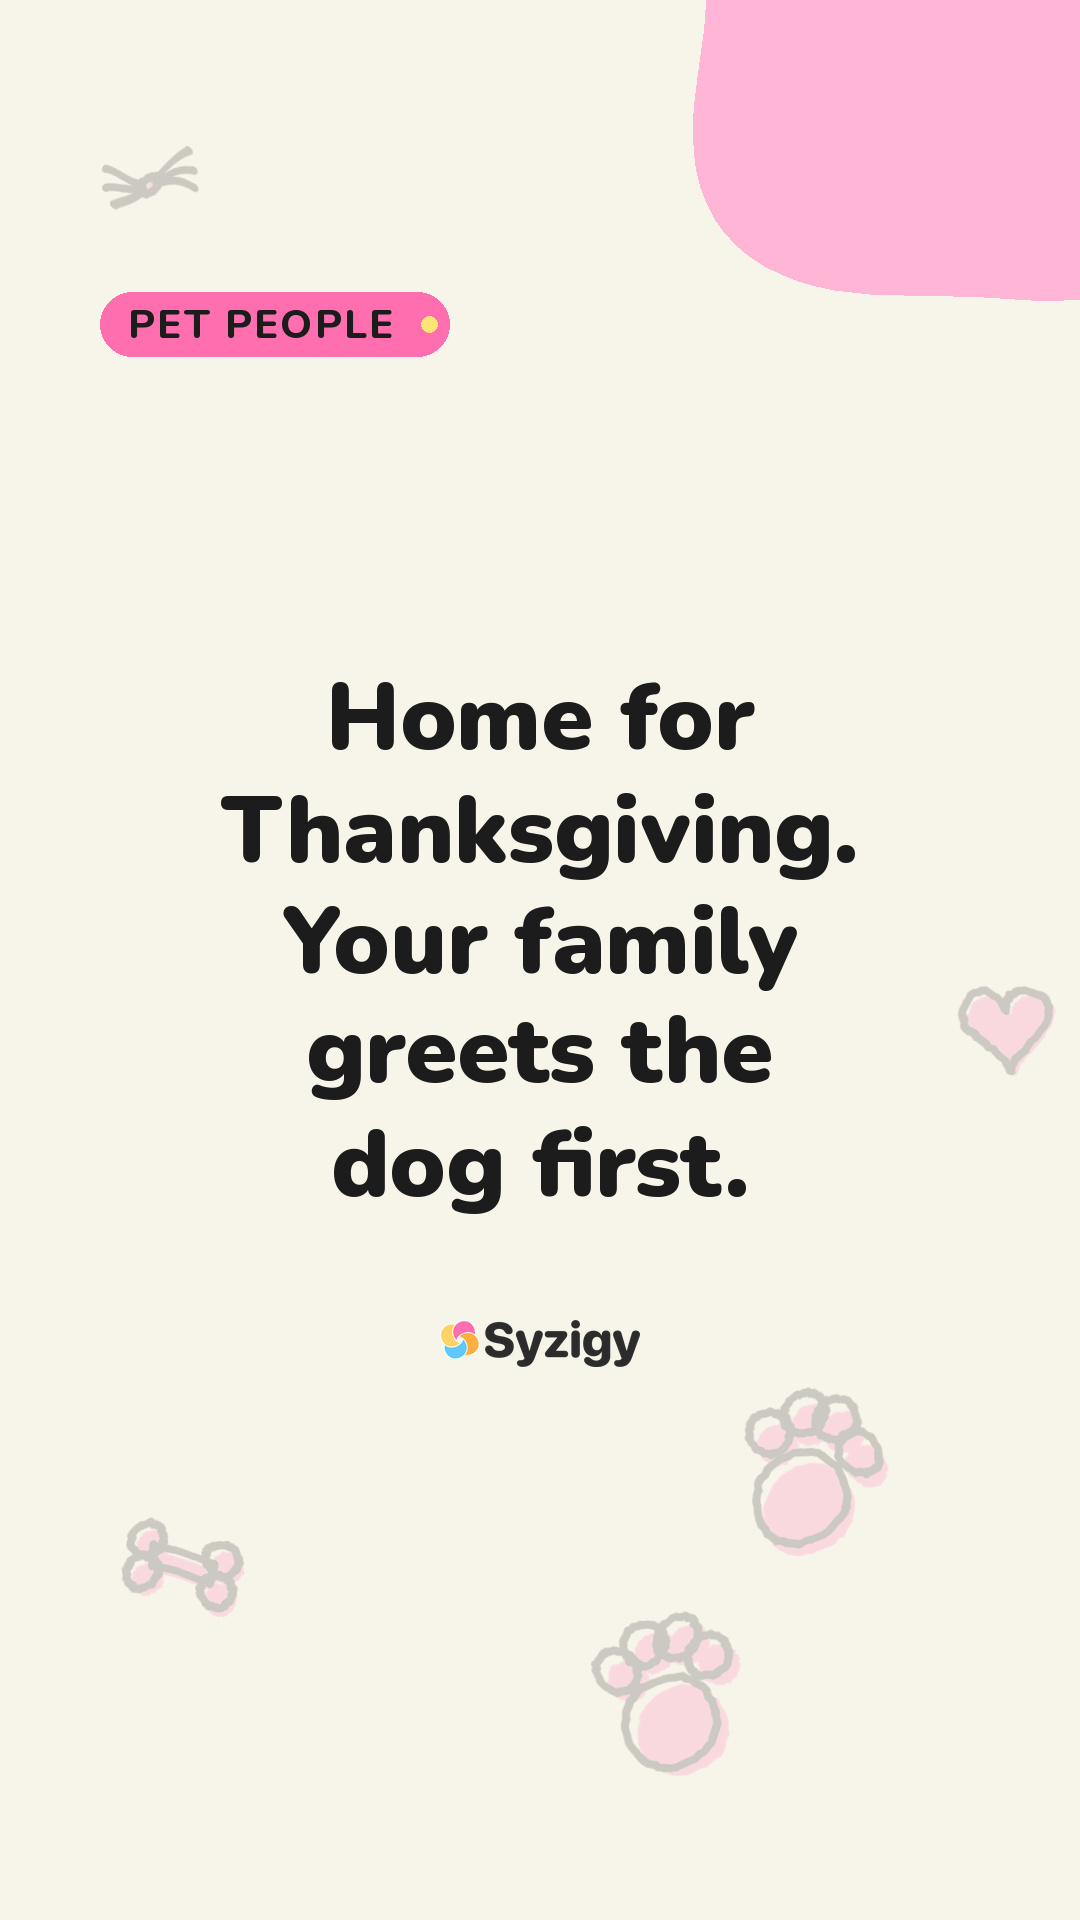 PET PEOPLE
Home for
Thanksgiving.
Your family
greets the
dog first.
Syzigy